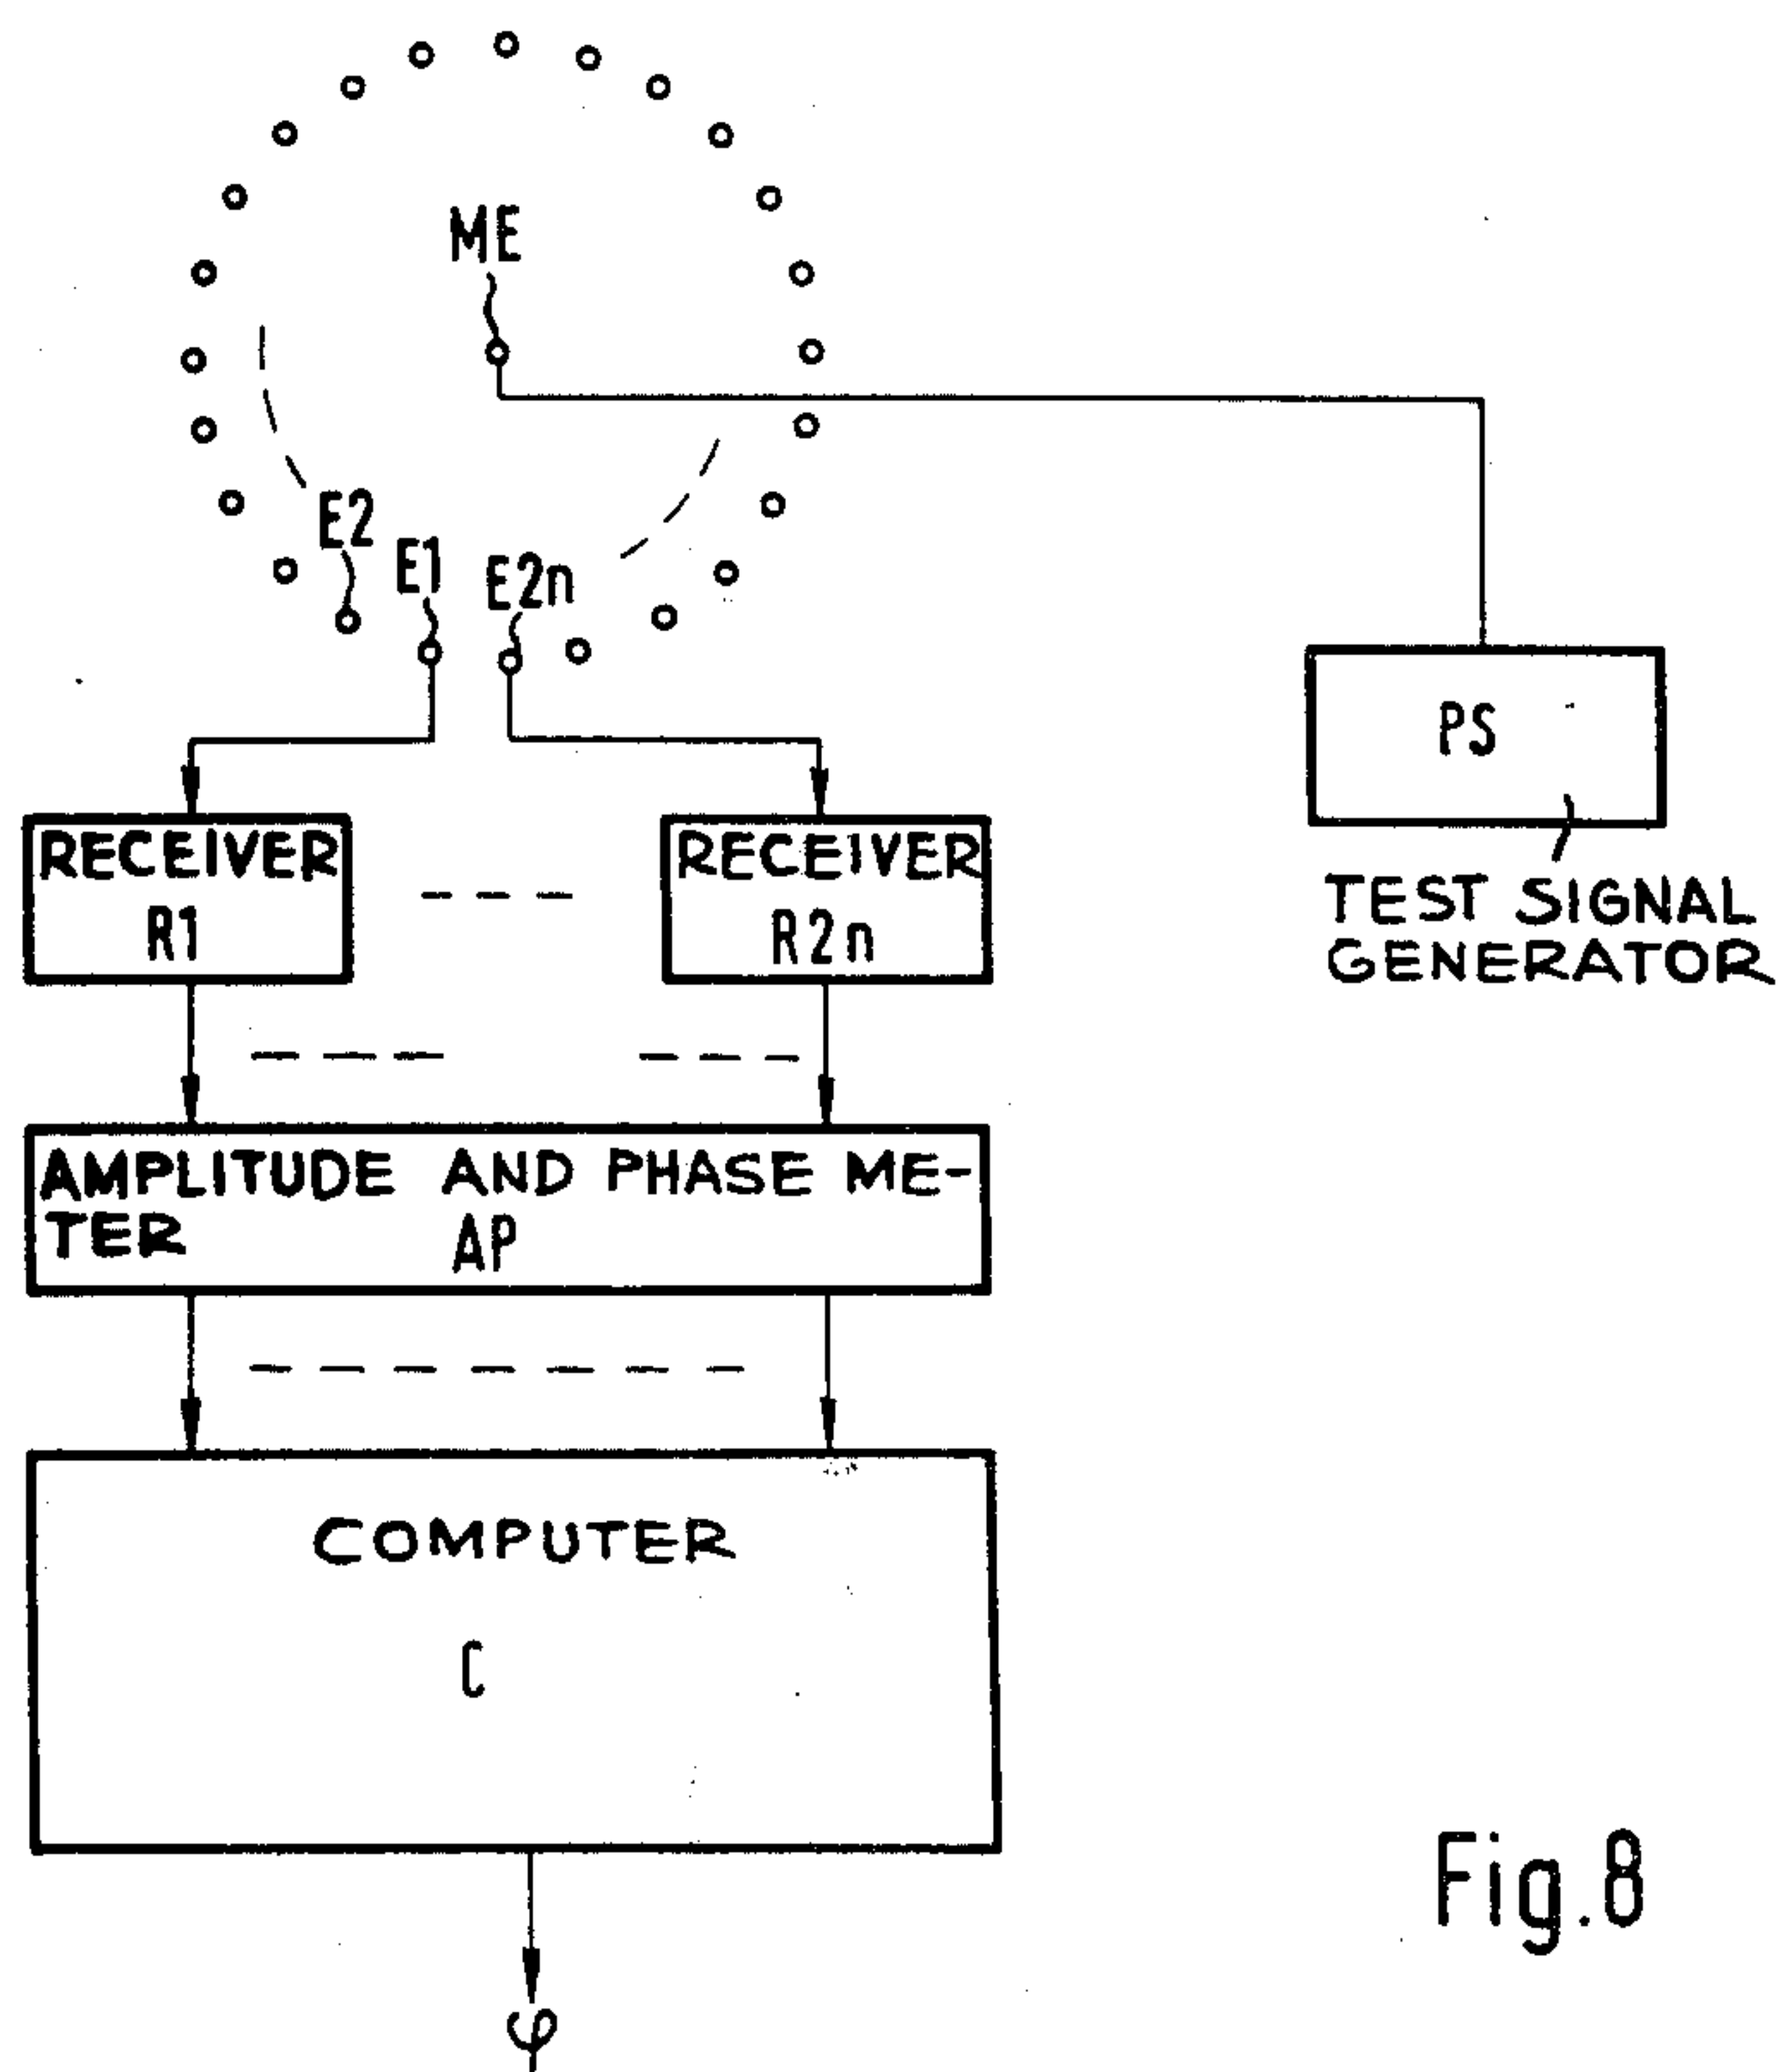 ME
E2
E1
E2n
PS
TEST SIGNAL
GENERATOR
RECEIVER
R1
RECEIVER
R2n
AMPLITUDE AND PHASE ME-
TER AP
COMPUTER
C
φ
Fig.8